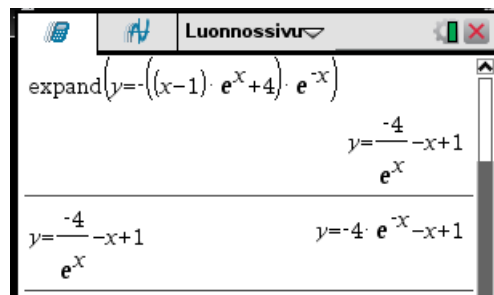 Luonnossivu
expand(y=-((x-1)· e^x+4)· e^-x)
y=-4/e^x-x+1
y=-4/e^x-x+1 y=-4· e^-x-x+1